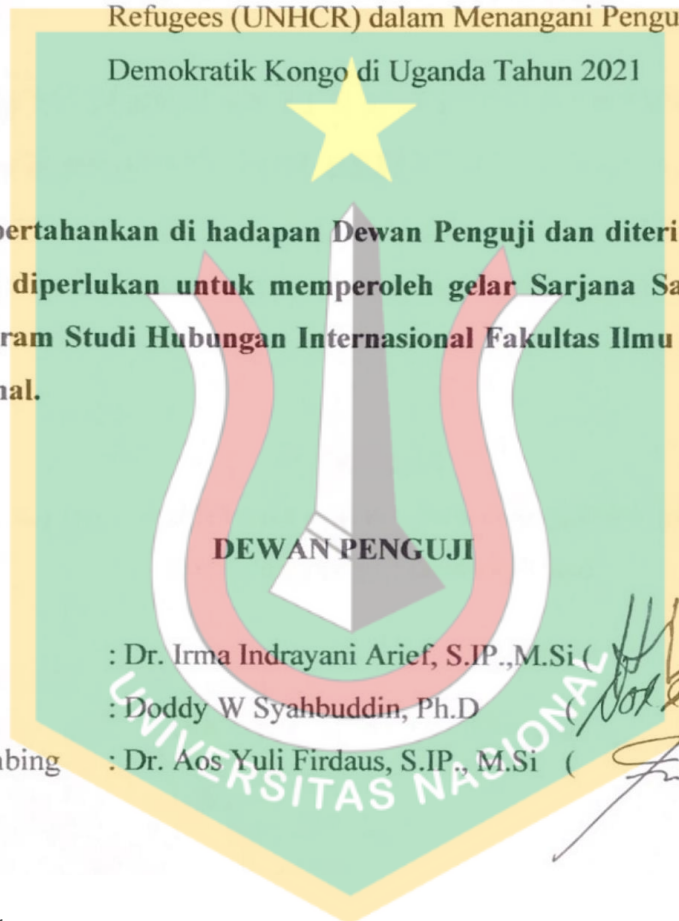 Refugees (UNHCR) dalam Menangani Pengu
Demokratik Kongo di Uganda Tahun 2021
pertahankan di hadapan Dewan Penguji dan diteri
diperlukan untuk memperoleh gelar Sarjana Sa
ram Studi Hubungan Internasional Fakultas Ilmu
nal.
DEWAN PENGUJI
: Dr. Irma Indrayani Arief, S.IP.,M.Si (
: Doddy W Syahbuddin, Ph.D (
nbing : Dr. Aos Yuli Firdaus, S.IP., M.Si (
UNIVERSITAS NASIONAL